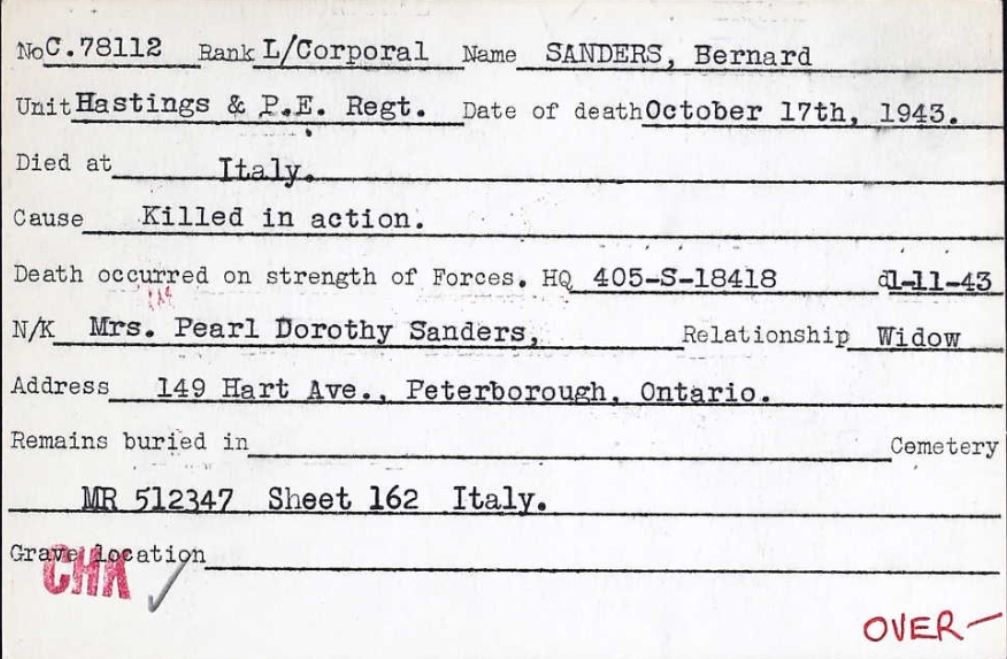 No C.78112 Rank L/Corporal Name SANDERS, Bernard
Unit Hastings & P.E. Regt. Date of death October 17th, 1943.
Died at Italy.
Cause Killed in action.
Death occurred on strength of Forces. HQ 405-S-18418 d1-11-43
N/K Mrs. Pearl Dorothy Sanders, Relationship Widow
Address 149 Hart Ave., Peterborough, Ontario.
Remains buried in Cemetery
MR 512347 Sheet 162 Italy.
Grave location
CHK
OVER—